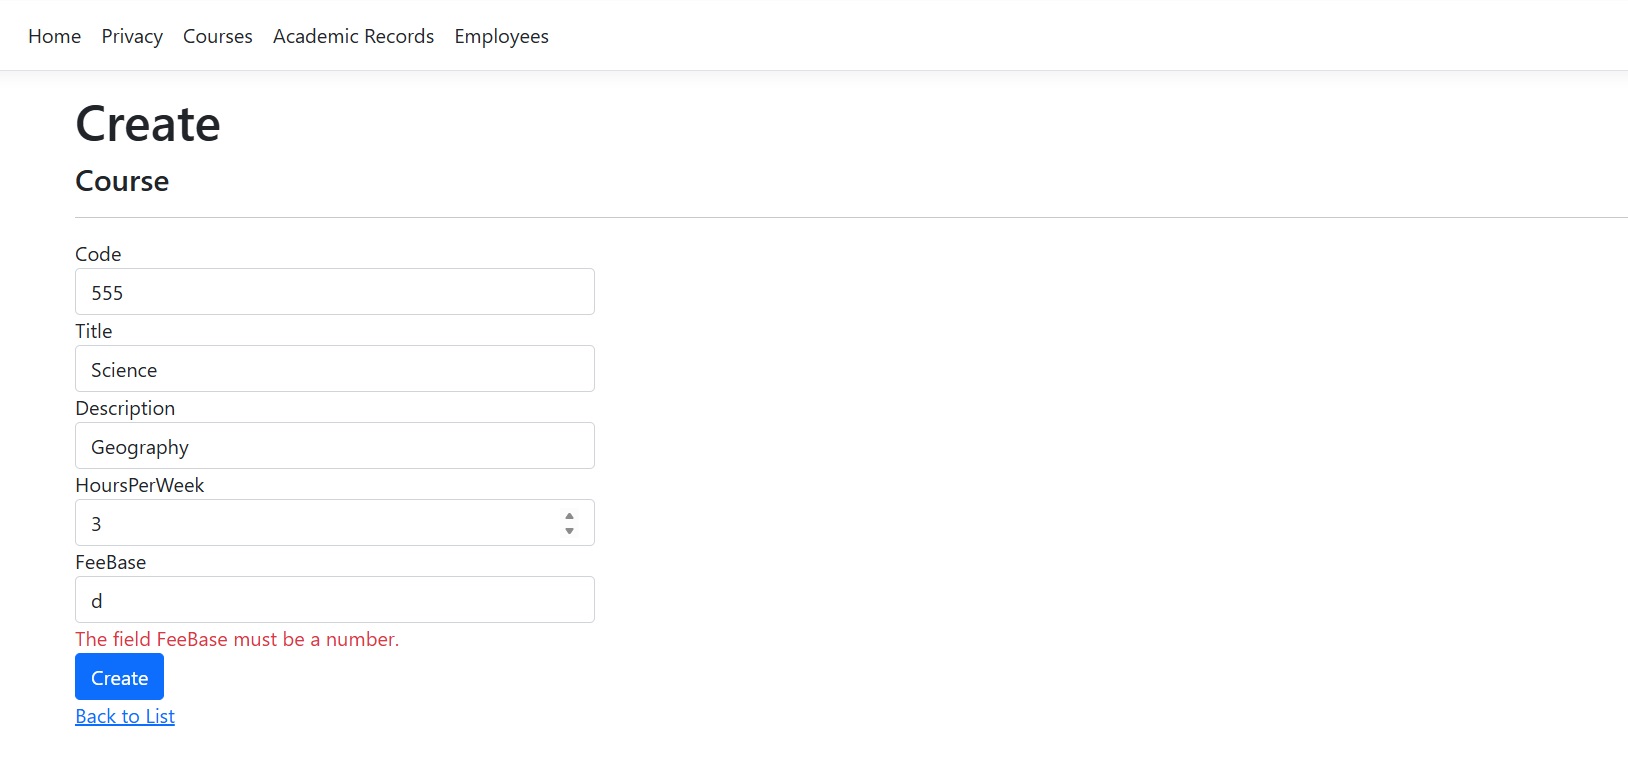 Home Privacy Courses Academic Records Employees
Create
Course
Code
555
Title
Science
Description
Geography
HoursPerWeek
3
FeeBase
d
The field FeeBase must be a number.
Create
Back to List